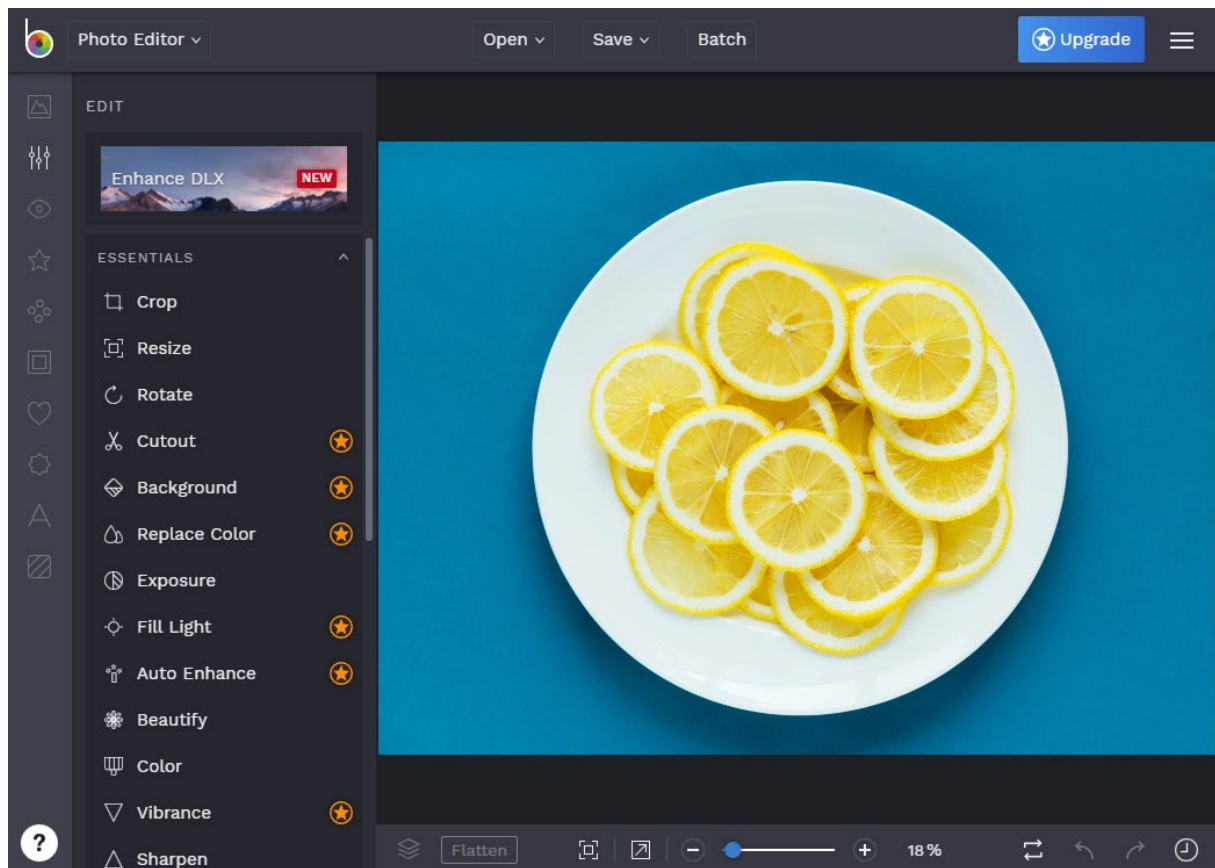 Photo Editor
Open
Save
Batch
Upgrade
EDIT
Enhance DLX
NEW
ESSENTIALS
Crop
Resize
Rotate
Cutout
Background
Replace Color
Exposure
Fill Light
Auto Enhance
Beautify
Color
Vibrance
Sharpen
?
Flatten
18 %